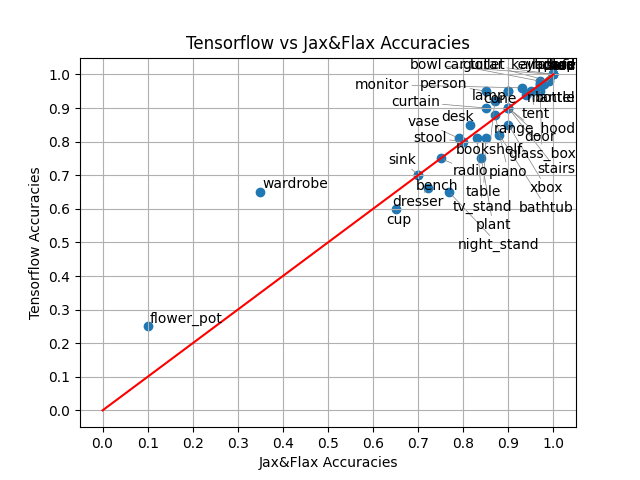 Tensorflow vs Jax&Flax Accuracies
bowl
car
guitar
toilet
keyboard
monitor
person
curtain
lamp
cone
mantel
bottle
vase
desk
tent
stool
range_hood
door
bookshelf
glass_box
sink
radio
piano
stairs
wardrobe
bench
table
xbox
dresser
tv_stand
bathtub
cup
plant
night_stand
flower_pot
1.0
0.9
0.8
0.7
0.6
0.5
0.4
0.3
0.2
0.1
0.0
Tensorflow Accuracies
0.0 0.1 0.2 0.3 0.4 0.5 0.6 0.7 0.8 0.9 1.0
Jax&Flax Accuracies